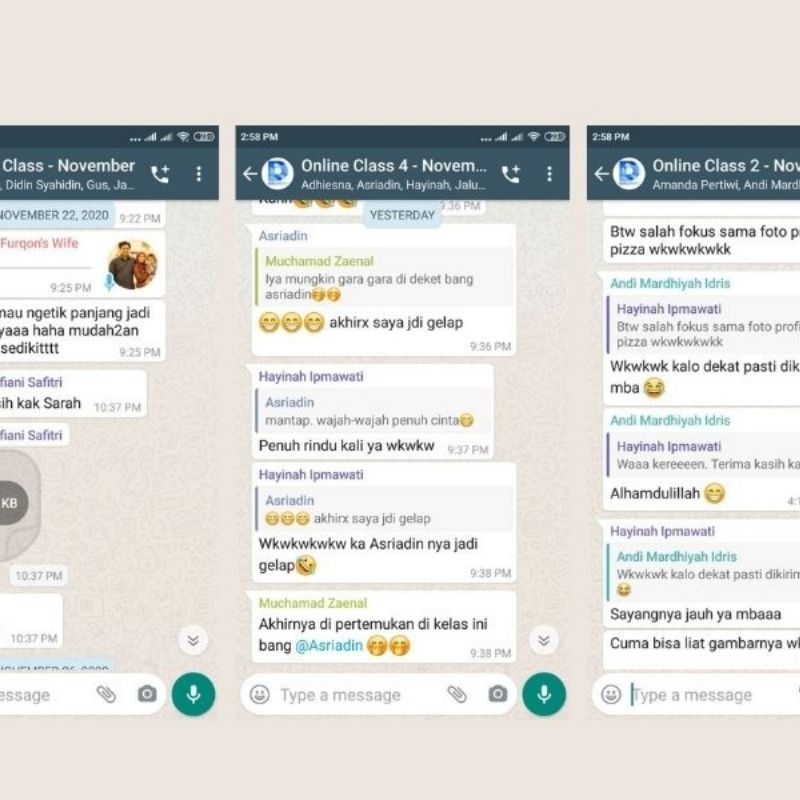 Class - November
, Didin Syahidin, Gus, Ja...
NOVEMBER 22, 2020
9:22 PM
Furqon's Wife
9:25 PM
mau ngetik panjang jadi
yaaa haha mudah2an
sedikitttt
9:25 PM
fiani Safitri
sih kak Sarah
10:37 PM
fiani Safitri
KB
10:37 PM
10:37 PM
NOVEMBER 26, 2020
essage
2:58 PM
Online Class 4 - Novem...
Adhiesna, Asriadin, Hayinah, Jalu...
9:36 PM
YESTERDAY
Asriadin
Muchamad Zaenal
Iya mungkin gara gara di deket bang
asriadin🤭🤭
😁😁😁 akhirx saya jdi gelap
9:36 PM
Hayinah Ipmawati
Asriadin
mantap. wajah-wajah penuh cinta🤭
Penuh rindu kali ya wkwkw
9:37 PM
Hayinah Ipmawati
Asriadin
😁😁😁 akhirx saya jdi gelap
Wkwkwkwkw ka Asriadin nya jadi
gelap🤣
9:38 PM
Muchamad Zaenal
Akhirnya di pertemukan di kelas ini
bang @Asriadin 🤭🤭
9:38 PM
Type a message
2:58 PM
Online Class 2 - Nov
Amanda Pertiwi, Andi Mard
Btw salah fokus sama foto pr
pizza wkwkwkwkk
Andi Mardhiyah Idris
Hayinah Ipmawati
Btw salah fokus sama foto profi
pizza wkwkwkwkk
Wkwkwk kalo dekat pasti dik
mba 😂
Andi Mardhiyah Idris
Hayinah Ipmawati
Waaa kereeeen. Terima kasih ka
Alhamdulillah 😁
4:1
Hayinah Ipmawati
Andi Mardhiyah Idris
Wkwkwk kalo dekat pasti dikirim
😂
Sayangnya jauh ya mbaaa
Cuma bisa liat gambarnya wk
Type a message